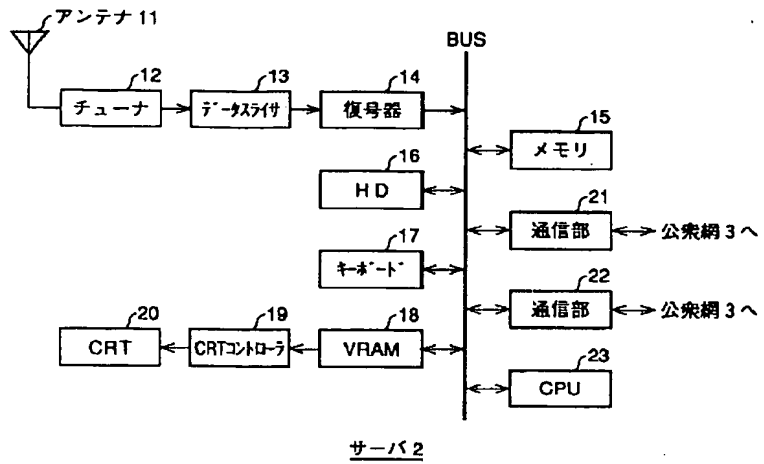 アンテナ 11
BUS
12
チューナ
13
データスライサ
14
復号器
15
メモリ
16
HD
21
通信部
公衆網 3 へ
17
キーボード
22
通信部
公衆網 3 へ
20
CRT
19
CRTコントローラ
18
VRAM
23
CPU
サーバ 2